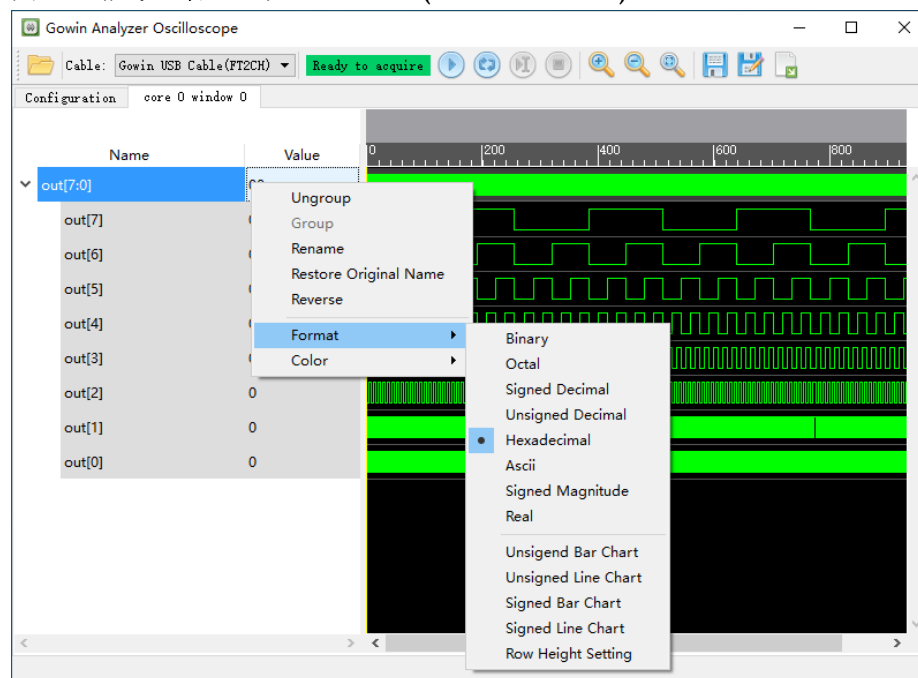 Gowin Analyzer Oscilloscope
Cable: Gowin USB Cable(FT2CH) Ready to acquire
Configuration core 0 window 0
Name Value 0 200 400 600 800
out[7:0]
out[7]
out[6]
out[5]
out[4]
out[3]
out[2] 0
out[1] 0
out[0] 0
Ungroup
Group
Rename
Restore Original Name
Reverse
Format
Color
Binary
Octal
Signed Decimal
Unsigned Decimal
Hexadecimal
Ascii
Signed Magnitude
Real
Unsigend Bar Chart
Unsigned Line Chart
Signed Bar Chart
Signed Line Chart
Row Height Setting